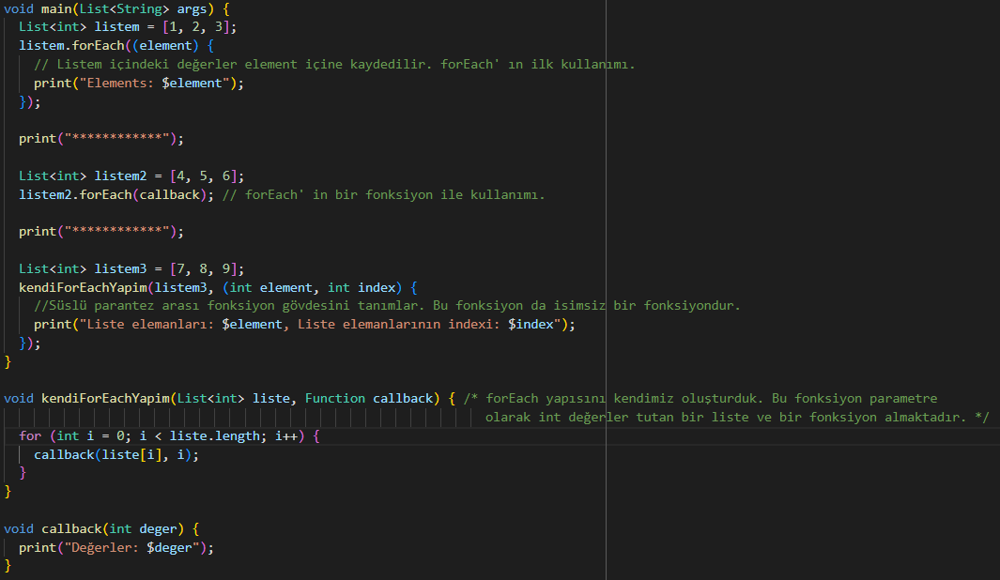 void main(List<String> args) {
  List<int> listem = [1, 2, 3];
  listem.forEach((element) {
    // Listem içindeki değerler element içine kaydedilir. forEach' ın ilk kullanımı.
    print("Elements: $element");
  });

  print("************");

  List<int> listem2 = [4, 5, 6];
  listem2.forEach(callback); // forEach' in bir fonksiyon ile kullanımı.

  print("************");

  List<int> listem3 = [7, 8, 9];
  kendiForEachYapim(listem3, (int element, int index) {
    //Süslü parantez arası fonksiyon gövdesini tanımlar. Bu fonksiyon da isimsiz bir fonksiyondur.
    print("Liste elemanları: $element, Liste elemanlarının indexi: $index");
  });
}

void kendiForEachYapim(List<int> liste, Function callback) { /* forEach yapısını kendimiz oluşturduk. Bu fonksiyon parametre
                                                                olarak int değerler tutan bir liste ve bir fonksiyon almaktadır. */
  for (int i = 0; i < liste.length; i++) {
    callback(liste[i], i);
  }
}

void callback(int deger) {
  print("Değerler: $deger");
}